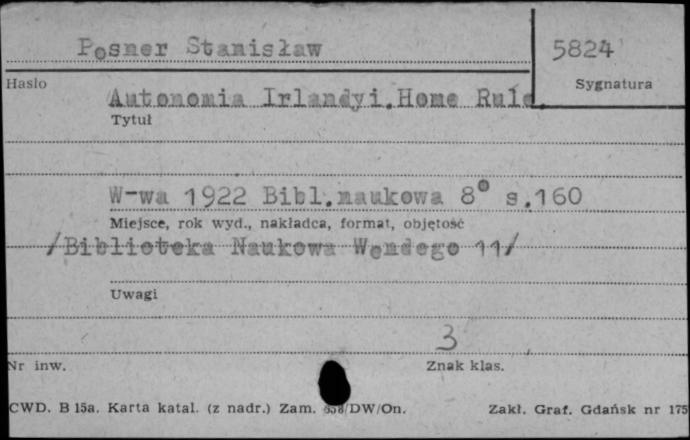 Posner Stanisław
5824
Hasło
Sygnatura
Autonomia Irlandyi.Home Rule.
Tytuł
W-wa 1922 Bibl.naukowa 8° s.160
Miejsce, rok wyd., nakładca, format, objętość
/Biblioteka Naukowa Wendego 11/
Uwagi
3
Nr inw.
Znak klas.
CWD. B 15a. Karta katal. (z nadr.) Zam. /DW/On.
Zakł. Graf. Gdańsk nr 175